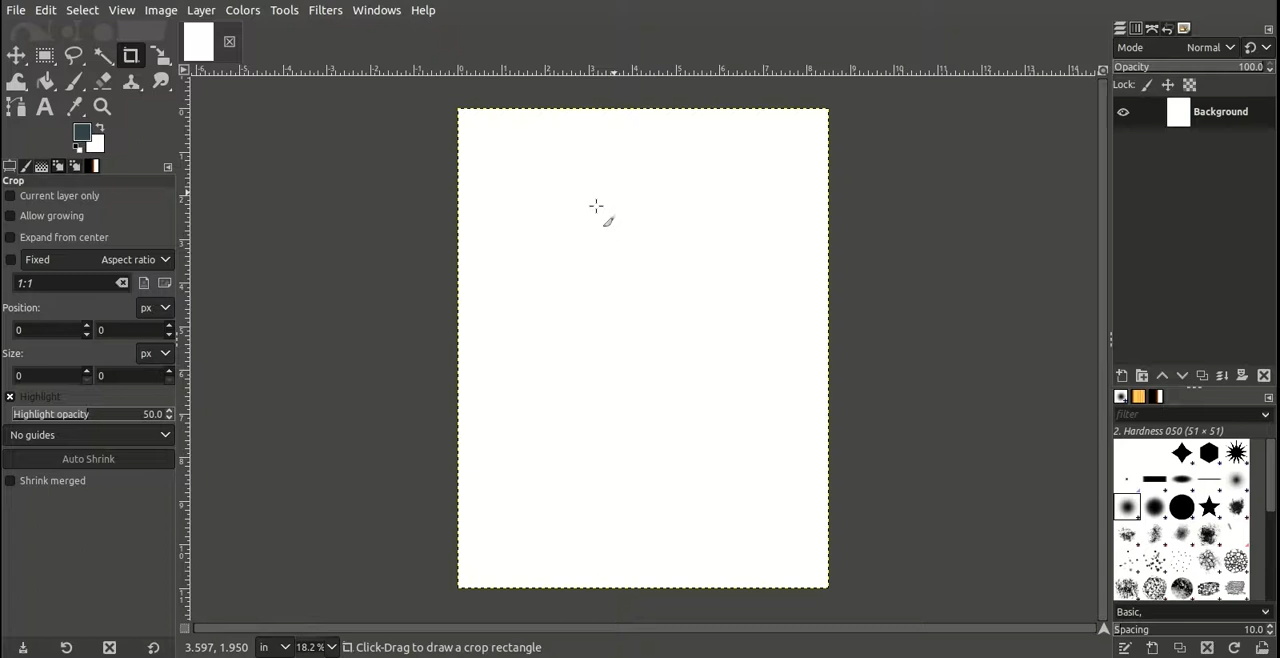 File Edit Select View Image Layer Colors Tools Filters Windows Help
Mode Normal
Opacity 100.0
Lock:
Background
Crop
Current layer only
Allow growing
Expand from center
Fixed Aspect ratio
1:1
Position: px
0 0
Size: px
0 0
Highlight
Highlight opacity 50.0
No guides
Auto Shrink
Shrink merged
filter
2. Hardness 050 (51 × 51)
Basic,
Spacing 10.0
3.597, 1.950 in 18.2 % Click-Drag to draw a crop rectangle